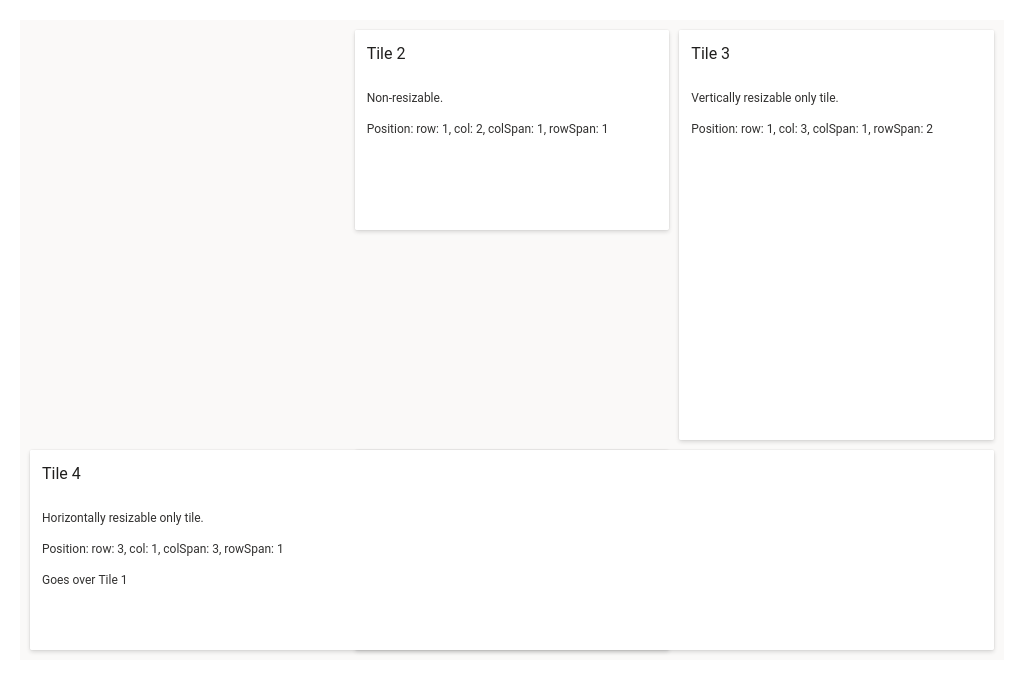 Tile 2
Non-resizable.
Position: row: 1, col: 2, colSpan: 1, rowSpan: 1
Tile 3
Vertically resizable only tile.
Position: row: 1, col: 3, colSpan: 1, rowSpan: 2
Tile 4
Horizontally resizable only tile.
Position: row: 3, col: 1, colSpan: 3, rowSpan: 1
Goes over Tile 1